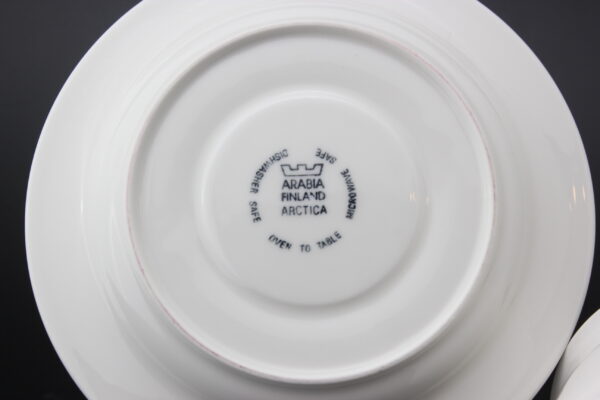 ARABIA
FINLAND
ARCTICA
DISHWASHER SAFE
MICROWAVE SAFE
OVEN TO TABLE